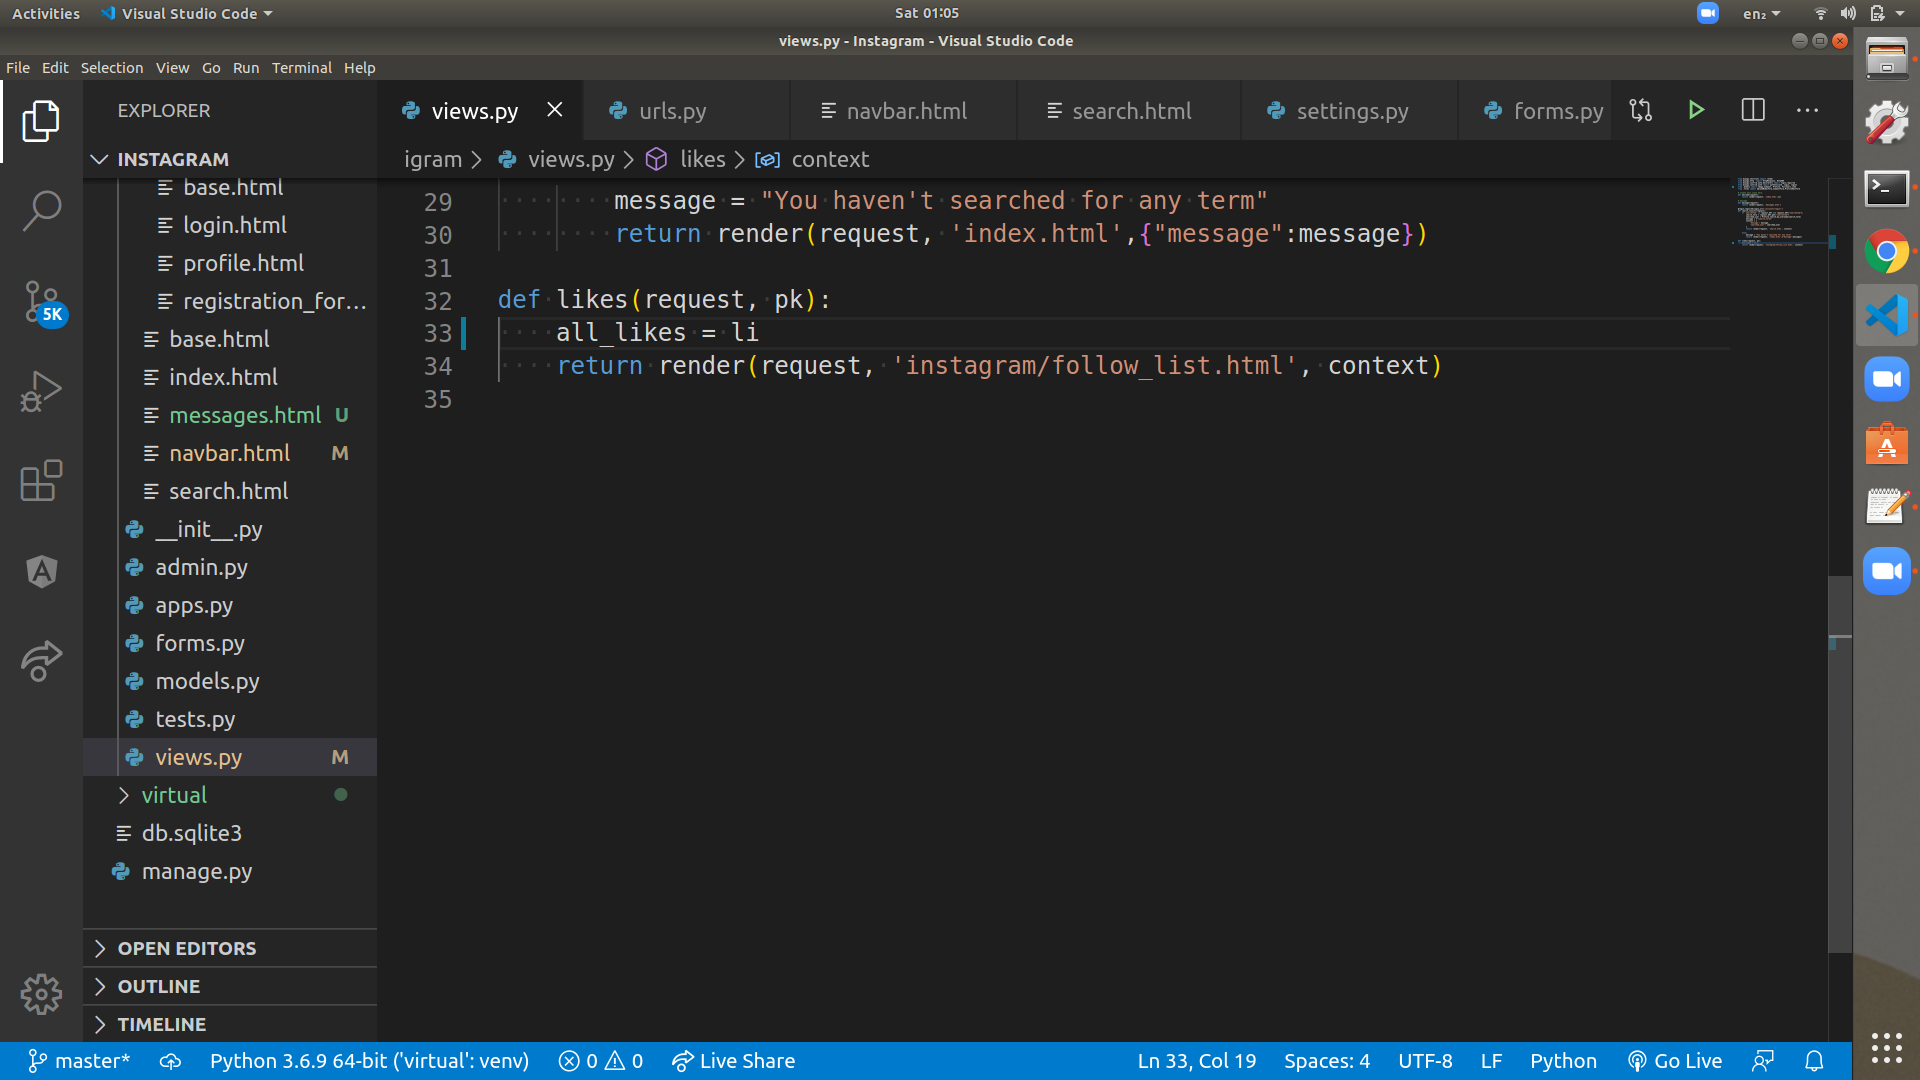 Activities
Visual Studio Code
Sat 01:05
en₂
views.py - Instagram - Visual Studio Code
File Edit Selection View Go Run Terminal Help
EXPLORER
INSTAGRAM
base.html
login.html
profile.html
registration_for...
base.html
index.html
messages.html U
navbar.html M
search.html
__init__.py
admin.py
apps.py
forms.py
models.py
tests.py
views.py M
virtual
db.sqlite3
manage.py
OPEN EDITORS
OUTLINE
TIMELINE
5K
views.py urls.py navbar.html search.html settings.py forms.py
igram > views.py > likes > context
29 message = "You haven't searched for any term"
30 return render(request, 'index.html',{"message":message})
31
32 def likes(request, pk):
33 all_likes = li
34 return render(request, 'instagram/follow_list.html', context)
35
master* Python 3.6.9 64-bit ('virtual': venv) 0 0 Live Share Ln 33, Col 19 Spaces: 4 UTF-8 LF Python Go Live